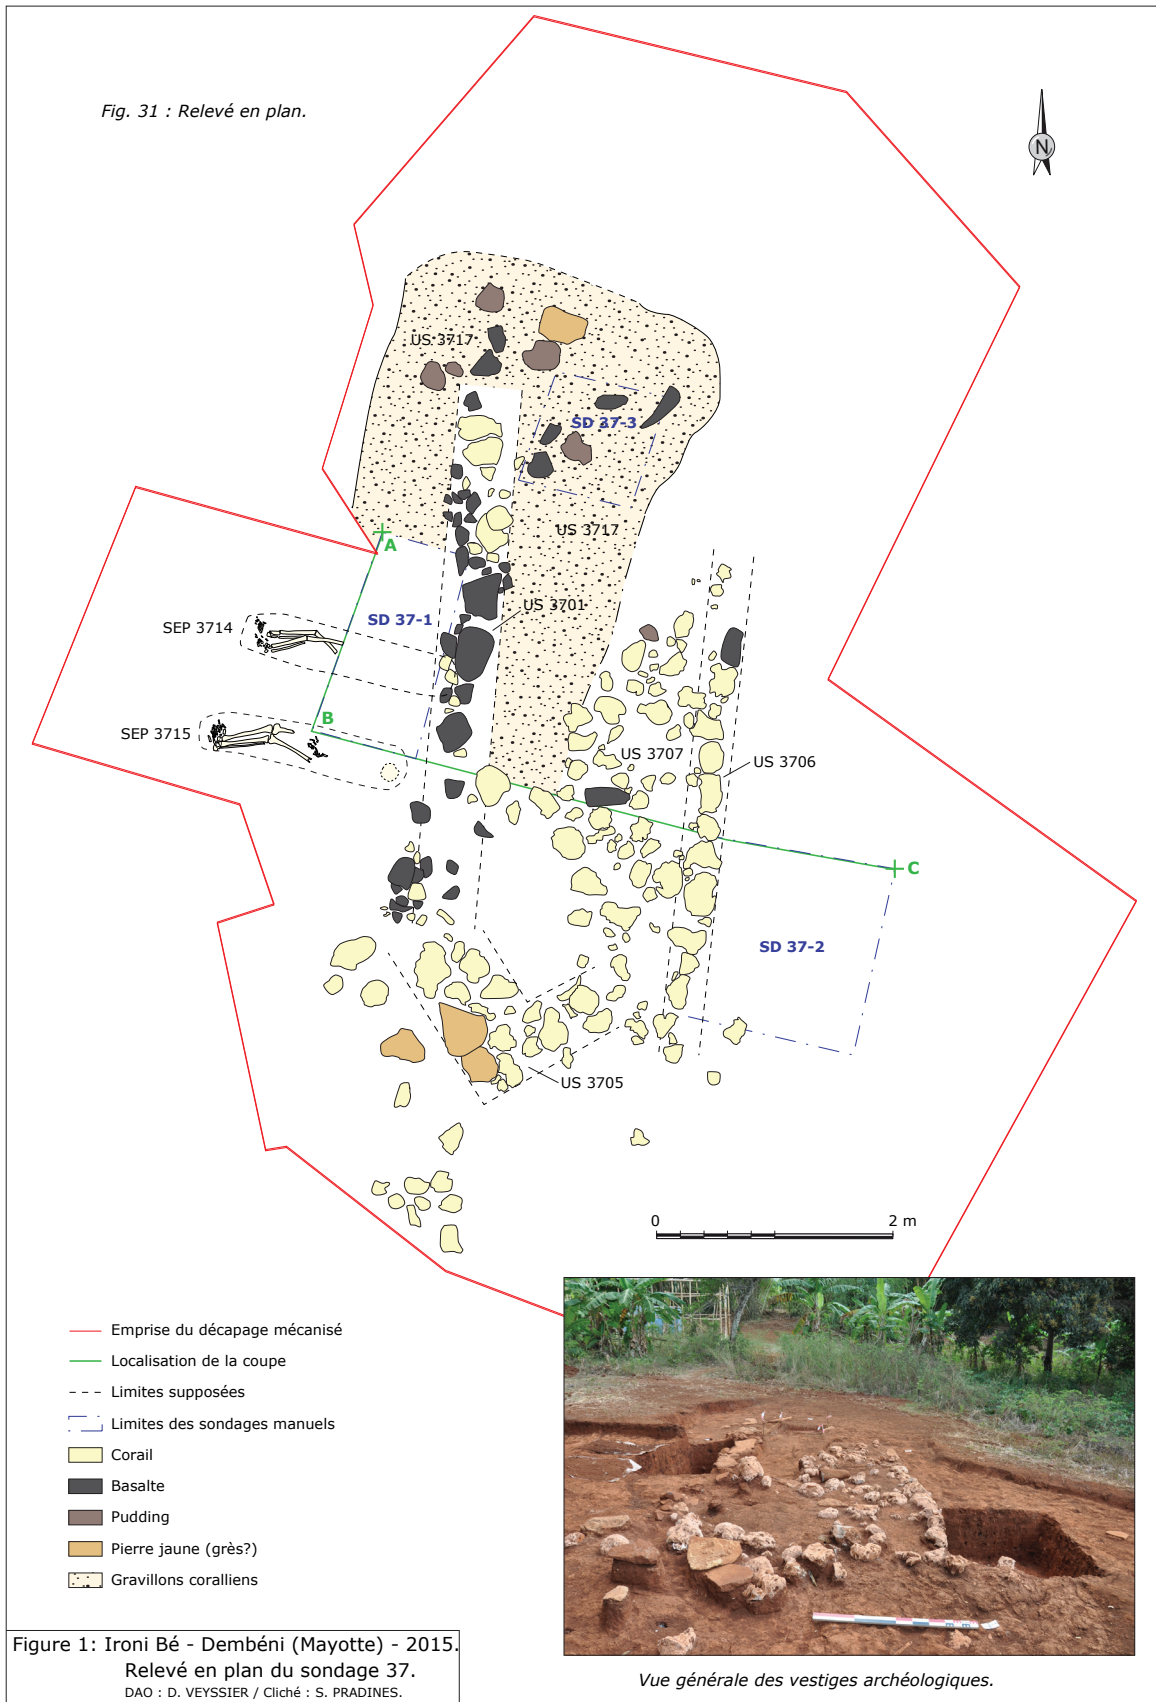 Fig. 31 : Relevé en plan.
N
US 3717
SD 37-3
US 3717
A
SD 37-1
US 3701
SEP 3714
B
SEP 3715
US 3707
US 3706
C
SD 37-2
US 3705
0 2 m
Emprise du décapage mécanisé
Localisation de la coupe
Limites supposées
Limites des sondages manuels
Corail
Basalte
Pudding
Pierre jaune (grès?)
Gravillons coralliens
Figure 1: Ironi Bé - Dembéni (Mayotte) - 2015.
Relevé en plan du sondage 37.
DAO : D. VEYSSIER / Cliché : S. PRADINES.
Vue générale des vestiges archéologiques.